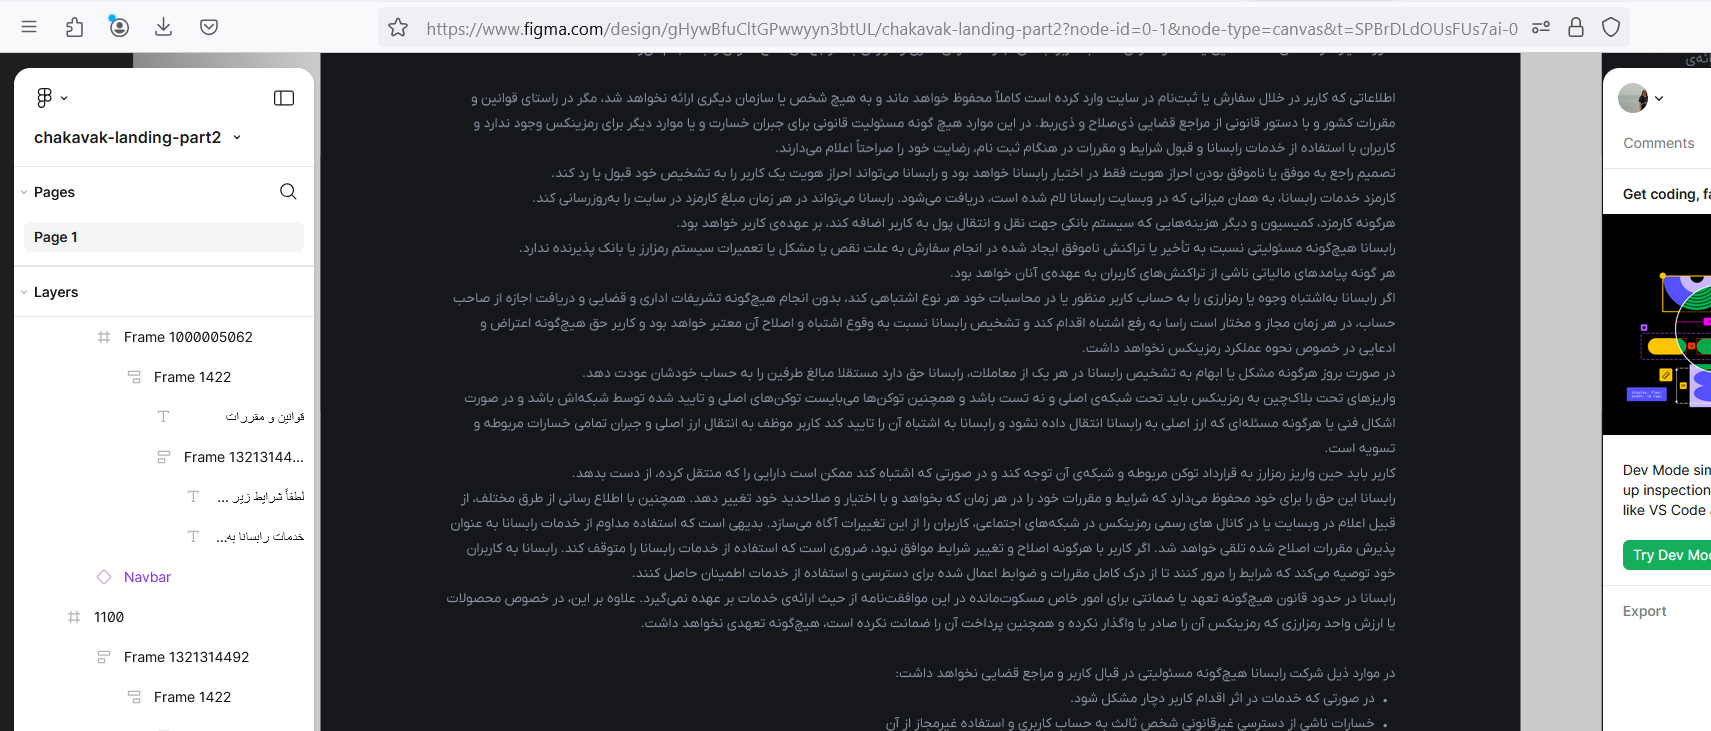 https://www.figma.com/design/gHywBfuCltGPwwyyn3btUL/chakavak-landing-part2?node-id=0-1&node-type=canvas&t=SPBrDLdOUsFUs7ai-0
chakavak-landing-part2
Pages
Page 1
Layers
Frame 1000005062
Frame 1422
قوانین و مقررات
Frame 13213144...
لطفاً شرایط زیر ...
خدمات رابسانا به...
Navbar
1100
Frame 1321314492
Frame 1422
اطلاعاتی که کاربر در خلال سفارش یا ثبت‌نام در سایت وارد کرده است کاملاً محفوظ خواهد ماند و به هیچ شخص یا سازمان دیگری ارائه نخواهد شد، مگر در راستای قوانین و
مقررات کشور و با دستور قانونی از مراجع قضایی ذی‌صلاح و ذی‌ربط. در این موارد هیچ گونه مسئولیت قانونی برای جبران خسارت و یا موارد دیگر برای رمزینکس وجود ندارد و
کاربران با استفاده از خدمات رابسانا و قبول شرایط و مقررات در هنگام ثبت نام، رضایت خود را صراحتاً اعلام می‌دارند.
تصمیم راجع به موفق یا ناموفق بودن احراز هویت فقط در اختیار رابسانا خواهد بود و رابسانا می‌تواند احراز هویت یک کاربر را به تشخیص خود قبول یا رد کند.
کارمزد خدمات رابسانا، به همان میزانی که در وبسایت رابسانا لام شده است، دریافت می‌شود. رابسانا می‌تواند در هر زمان مبلغ کارمزد در سایت را به‌روزرسانی کند.
هرگونه کارمزد، کمیسیون و دیگر هزینه‌هایی که سیستم بانکی جهت نقل و انتقال پول به کاربر اضافه کند، بر عهده‌ی کاربر خواهد بود.
رابسانا هیچ‌گونه مسئولیتی نسبت به تأخیر یا تراکنش ناموفق ایجاد شده در انجام سفارش به علت نقص یا مشکل یا تعمیرات سیستم رمزارز یا بانک پذیرنده ندارد.
هر گونه پیامدهای مالیاتی ناشی از تراکنش‌های کاربران به عهده‌ی آنان خواهد بود.
اگر رابسانا به‌اشتباه وجوه یا رمزارزی را به حساب کاربر منظور یا در محاسبات خود هر نوع اشتباهی کند، بدون انجام هیچ‌گونه تشریفات اداری و قضایی و دریافت اجازه از صاحب
حساب، در هر زمان مجاز و مختار است راسا به رفع اشتباه اقدام کند و تشخیص رابسانا نسبت به وقوع اشتباه و اصلاح آن معتبر خواهد بود و کاربر حق هیچ‌گونه اعتراض و
ادعایی در خصوص نحوه عملکرد رمزینکس نخواهد داشت.
در صورت بروز هرگونه مشکل یا ابهام به تشخیص رابسانا در هر یک از معاملات، رابسانا حق دارد مستقلا مبالغ طرفین را به حساب خودشان عودت دهد.
واریزهای تحت بلاک‌چین به رمزینکس باید تحت شبکه‌ی اصلی و نه تست باشد و همچنین توکن‌ها می‌بایست توکن‌های اصلی و تایید شده توسط شبکه‌اش باشد و در صورت
اشکال فنی یا هرگونه مسئله‌ای که ارز اصلی به رابسانا انتقال داده نشود و رابسانا به اشتباه آن را تایید کند کاربر موظف به انتقال ارز اصلی و جبران تمامی خسارات مربوطه و
تسویه است.
کاربر باید حین واریز رمزارز به قرارداد توکن مربوطه و شبکه‌ی آن توجه کند و در صورتی که اشتباه کند ممکن است دارایی را که منتقل کرده، از دست بدهد.
رابسانا این حق را برای خود محفوظ می‌دارد که شرایط و مقررات خود را در هر زمان که بخواهد و با اختیار و صلاحدید خود تغییر دهد. همچنین با اطلاع رسانی از طرق مختلف، از
قبیل اعلام در وبسایت یا در کانال های رسمی رمزینکس در شبکه‌های اجتماعی، کاربران را از این تغییرات آگاه می‌سازد. بدیهی است که استفاده مداوم از خدمات رابسانا به عنوان
پذیرش مقررات اصلاح شده تلقی خواهد شد. اگر کاربر با هرگونه اصلاح و تغییر شرایط موافق نبود، ضروری است که استفاده از خدمات رابسانا را متوقف کند. رابسانا به کاربران
خود توصیه می‌کند که شرایط را مرور کنند تا از درک کامل مقررات و ضوابط اعمال شده برای دسترسی و استفاده از خدمات اطمینان حاصل کنند.
رابسانا در حدود قانون هیچ‌گونه تعهد یا ضمانتی برای امور خاص مسکوت‌مانده در این موافقت‌نامه از حیث ارائه‌ی خدمات بر عهده نمی‌گیرد. علاوه بر این، در خصوص محصولات
یا ارزش واحد رمزارزی که رمزینکس آن را صادر یا واگذار نکرده و همچنین پرداخت آن را ضمانت نکرده است، هیچ‌گونه تعهدی نخواهد داشت.
در موارد ذیل شرکت رابسانا هیچ‌گونه مسئولیتی در قبال کاربر و مراجع قضایی نخواهد داشت:
• در صورتی که خدمات در اثر اقدام کاربر دچار مشکل شود.
• خسارات ناشی از دسترسی غیرقانونی شخص ثالث به حساب کاربری و استفاده غیرمجاز از آن
Comments
Get coding, fa
Dev Mode sim
up inspection
like VS Code
Try Dev Mo
Export